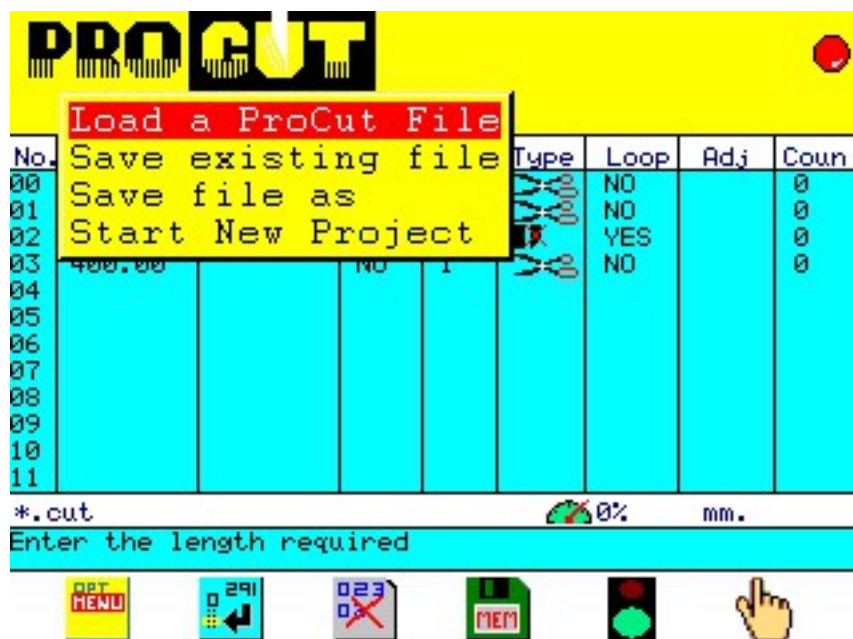 PRO CUT
Load a ProCut File
Save existing file
Save file as
Start New Project
No. Type Loop Adj Coun
00 NO 0
01 NO 0
02 YES 0
03 400.00 NO 1 NO 0
04
05
06
07
08
09
10
11
*.cut 0% mm.
Enter the length required
OPT MENU 291 023 MEM